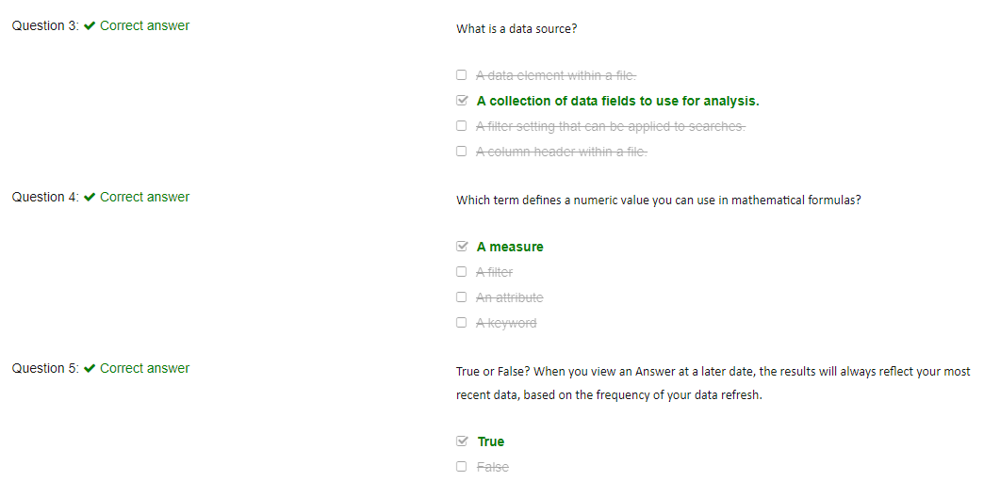 Question 3: ✔ Correct answer
What is a data source?
A data element within a file.
A collection of data fields to use for analysis.
A filter setting that can be applied to searches.
A column header within a file.
Question 4: ✔ Correct answer
Which term defines a numeric value you can use in mathematical formulas?
A measure
A filter
An attribute
A keyword
Question 5: ✔ Correct answer
True or False? When you view an Answer at a later date, the results will always reflect your most
recent data, based on the frequency of your data refresh.
True
False